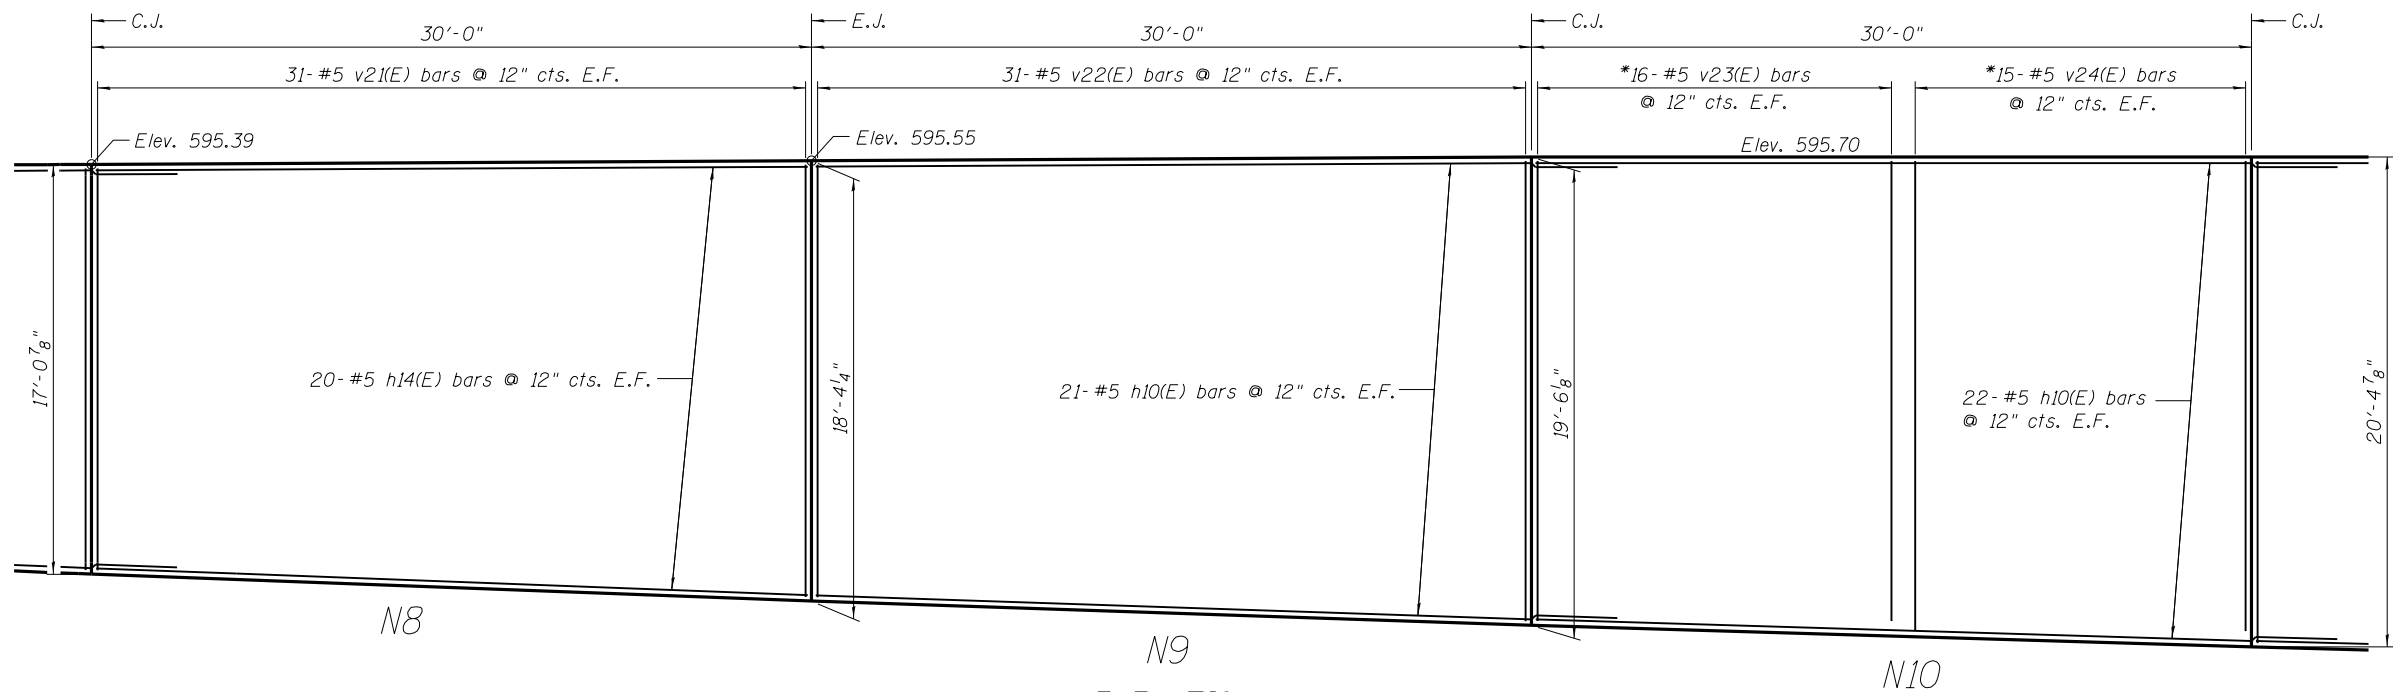 C.J.
E.J.
C.J.
C.J.
30'-0"
30'-0"
30'-0"
31-#5 v21(E) bars @ 12" cts. E.F.
31-#5 v22(E) bars @ 12" cts. E.F.
*16-#5 v23(E) bars
@ 12" cts. E.F.
*15-#5 v24(E) bars
@ 12" cts. E.F.
Elev. 595.39
Elev. 595.55
Elev. 595.70
17'-0 7/8"
20-#5 h14(E) bars @ 12" cts. E.F.
18'-4 1/4"
21-#5 h10(E) bars @ 12" cts. E.F.
19'-6 1/8"
22-#5 h10(E) bars
@ 12" cts. E.F.
20'-4 7/8"
N8
N9
N10